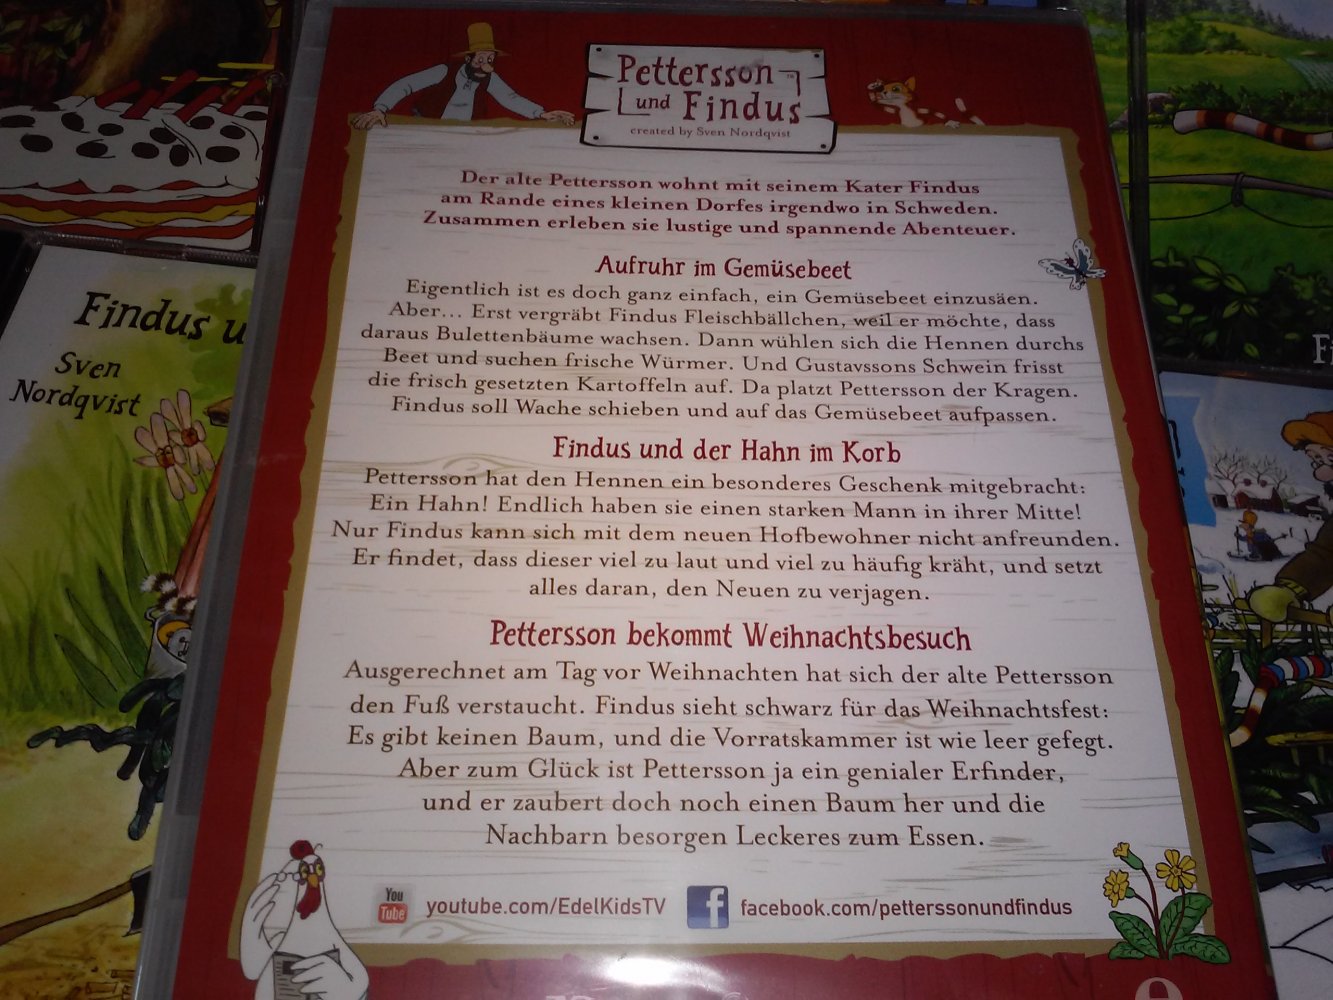 Pettersson
und Findus
created by Sven Nordqvist
Der alte Pettersson wohnt mit seinem Kater Findus
am Rande eines kleinen Dorfes irgendwo in Schweden.
Zusammen erleben sie lustige und spannende Abenteuer.
Aufruhr im Gemüsebeet
Eigentlich ist es doch ganz einfach, ein Gemüsebeet einzusäen.
Aber... Erst vergräbt Findus Fleischbällchen, weil er möchte, dass
daraus Bulettenbäume wachsen. Dann wühlen sich die Hennen durchs
Beet und suchen frische Würmer. Und Gustavssons Schwein frisst
die frisch gesetzten Kartoffeln auf. Da platzt Pettersson der Kragen.
Findus soll Wache schieben und auf das Gemüsebeet aufpassen.
Findus und der Hahn im Korb
Pettersson hat den Hennen ein besonderes Geschenk mitgebracht:
Ein Hahn! Endlich haben sie einen starken Mann in ihrer Mitte!
Nur Findus kann sich mit dem neuen Hofbewohner nicht anfreunden.
Er findet, dass dieser viel zu laut und viel zu häufig kräht, und setzt
alles daran, den Neuen zu verjagen.
Pettersson bekommt Weihnachtsbesuch
Ausgerechnet am Tag vor Weihnachten hat sich der alte Pettersson
den Fuß verstaucht. Findus sieht schwarz für das Weihnachtsfest:
Es gibt keinen Baum, und die Vorratskammer ist wie leer gefegt.
Aber zum Glück ist Pettersson ja ein genialer Erfinder,
und er zaubert doch noch einen Baum her und die
Nachbarn besorgen Leckeres zum Essen.
You
Tube
youtube.com/EdelKidsTV
f
facebook.com/petterssonundfindus
Findus u
Sven
Nordqvist